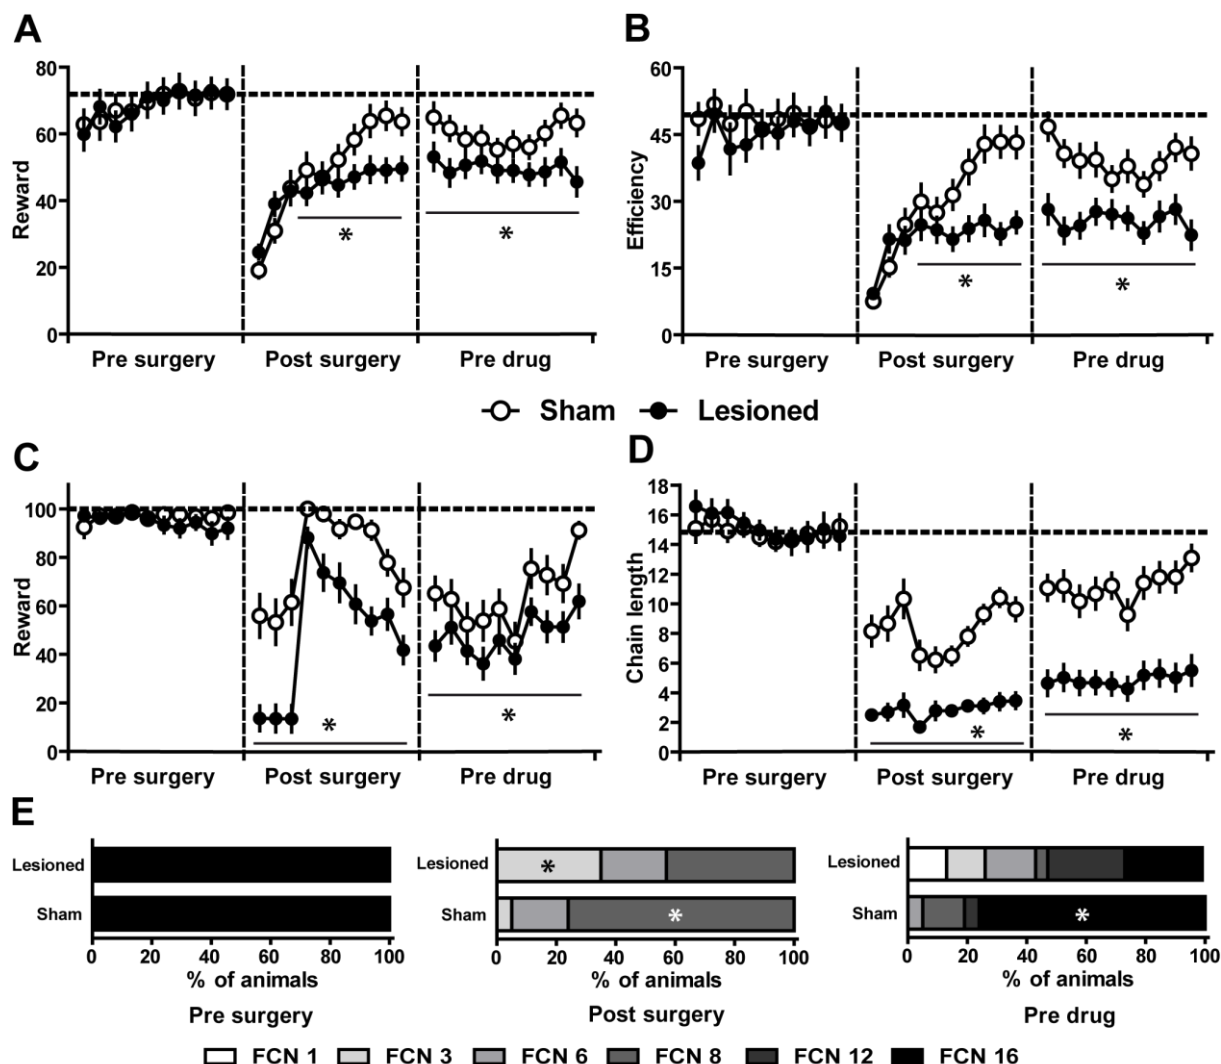 A
B
80
60
40
20
0
Reward
*
*
Pre surgery Post surgery Pre drug
60
45
30
15
0
Efficiency
*
*
Pre surgery Post surgery Pre drug
Sham Lesioned
C
D
100
80
60
40
20
0
Reward
*
*
Pre surgery Post surgery Pre drug
18
16
14
12
10
8
6
4
2
0
Chain length
*
*
Pre surgery Post surgery Pre drug
E
Lesioned
Sham
0 20 40 60 80 100
% of animals
Pre surgery
Lesioned
*
Sham
*
0 20 40 60 80 100
% of animals
Post surgery
Lesioned
Sham
*
0 20 40 60 80 100
% of animals
Pre drug
FCN 1 FCN 3 FCN 6 FCN 8 FCN 12 FCN 16